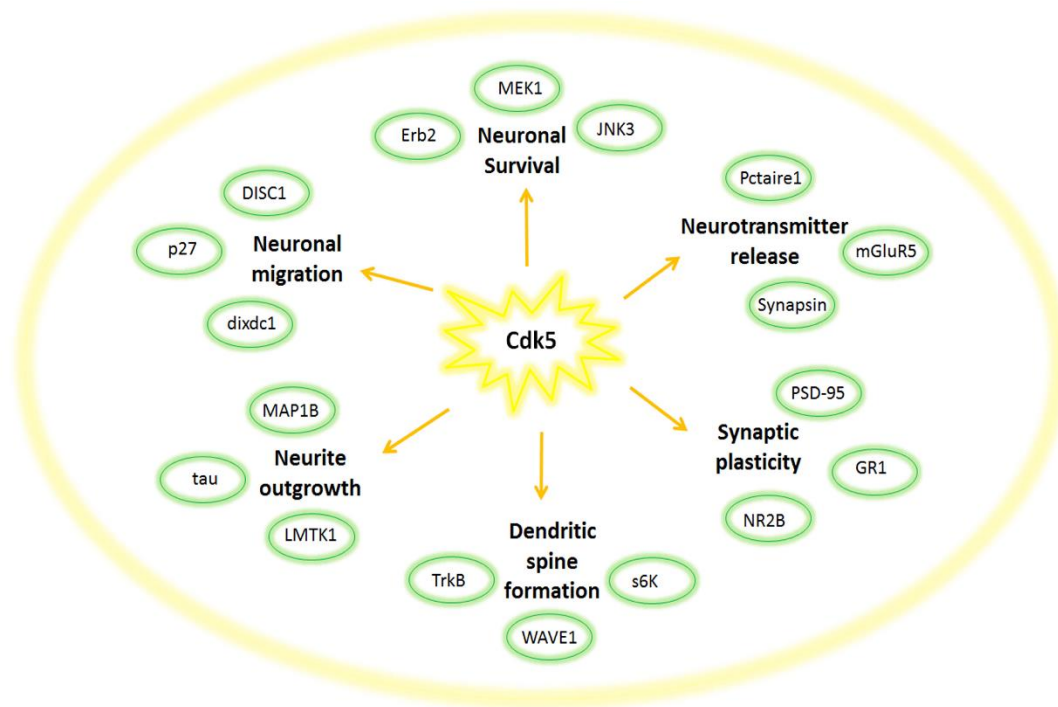 MEK1
Erb2
JNK3
Neuronal
Survival
DISC1
p27
Neuronal
migration
dixdc1
Pctaire1
Neurotransmitter
release
mGluR5
Synapsin
Cdk5
MAP1B
tau
Neurite
outgrowth
LMTK1
PSD-95
Synaptic
plasticity
GR1
NR2B
Dendritic
spine
formation
TrkB
s6K
WAVE1